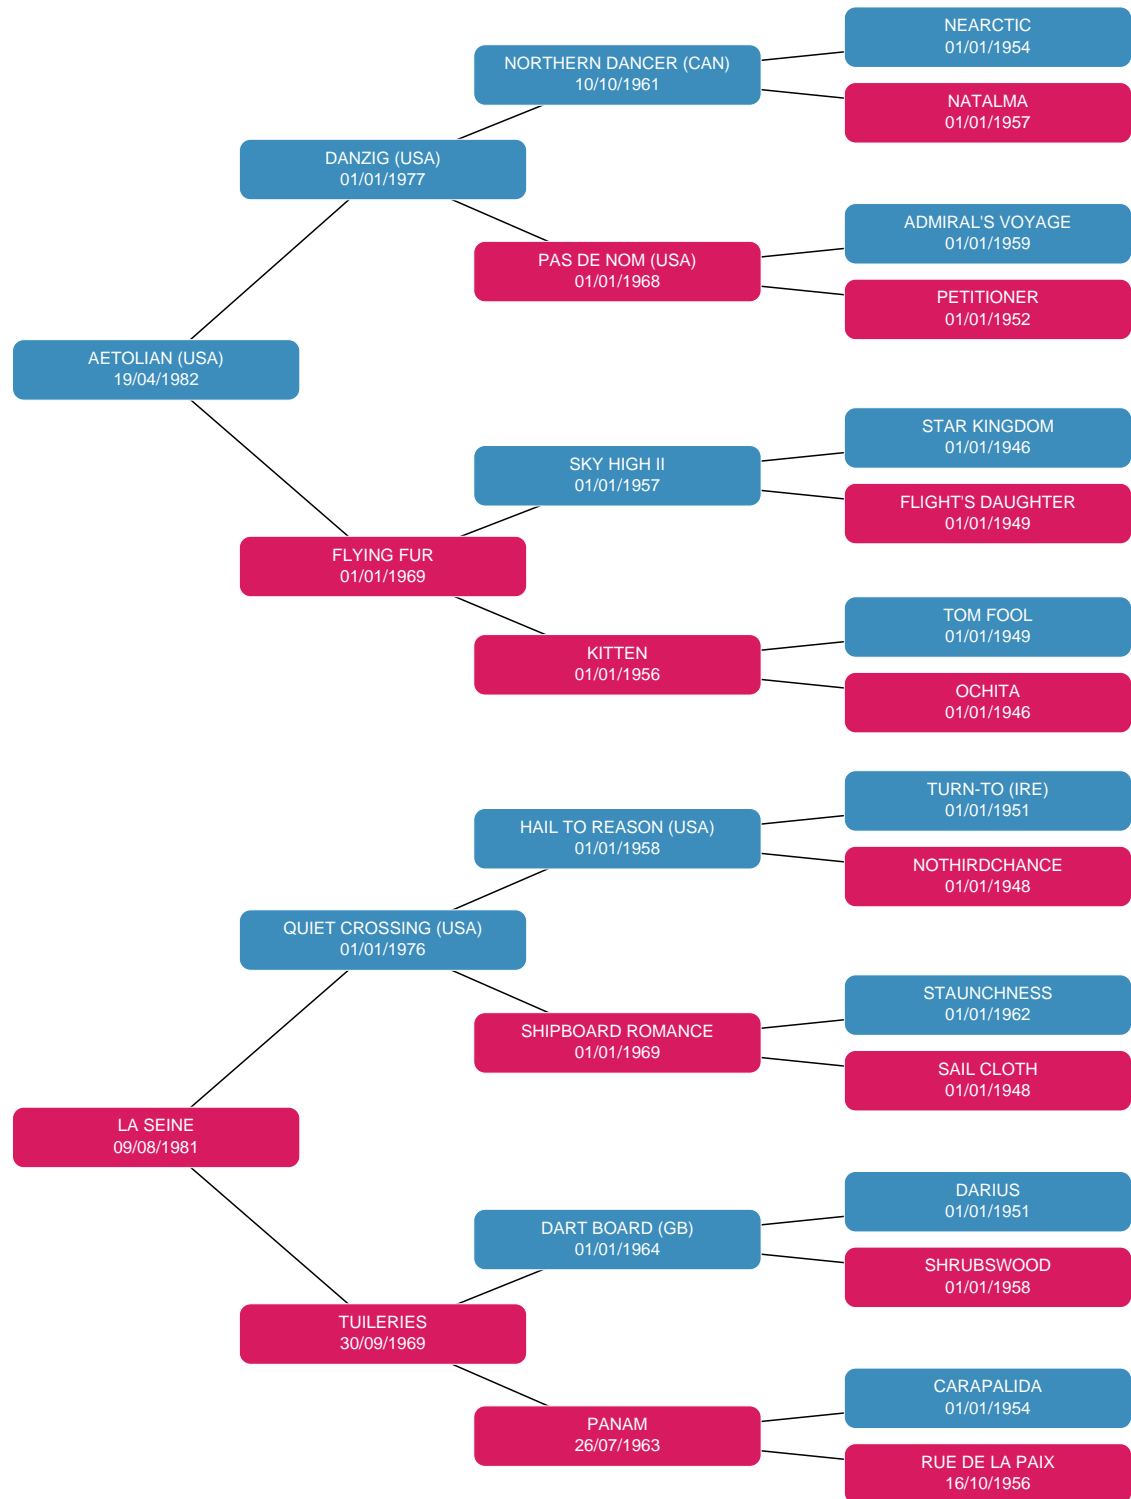 NEARCTIC
01/01/1954
NORTHERN DANCER (CAN)
10/10/1961
NATALMA
01/01/1957
DANZIG (USA)
01/01/1977
ADMIRAL'S VOYAGE
01/01/1959
PAS DE NOM (USA)
01/01/1968
PETITIONER
01/01/1952
AETOLIAN (USA)
19/04/1982
STAR KINGDOM
01/01/1946
SKY HIGH II
01/01/1957
FLIGHT'S DAUGHTER
01/01/1949
FLYING FUR
01/01/1969
TOM FOOL
01/01/1949
KITTEN
01/01/1956
OCHITA
01/01/1946
TURN-TO (IRE)
01/01/1951
HAIL TO REASON (USA)
01/01/1958
NOTHIRDCHANCE
01/01/1948
QUIET CROSSING (USA)
01/01/1976
STAUNCHNESS
01/01/1962
SHIPBOARD ROMANCE
01/01/1969
SAIL CLOTH
01/01/1948
LA SEINE
09/08/1981
DARIUS
01/01/1951
DART BOARD (GB)
01/01/1964
SHRUBSWOOD
01/01/1958
TUILERIES
30/09/1969
CARAPALIDA
01/01/1954
PANAM
26/07/1963
RUE DE LA PAIX
16/10/1956